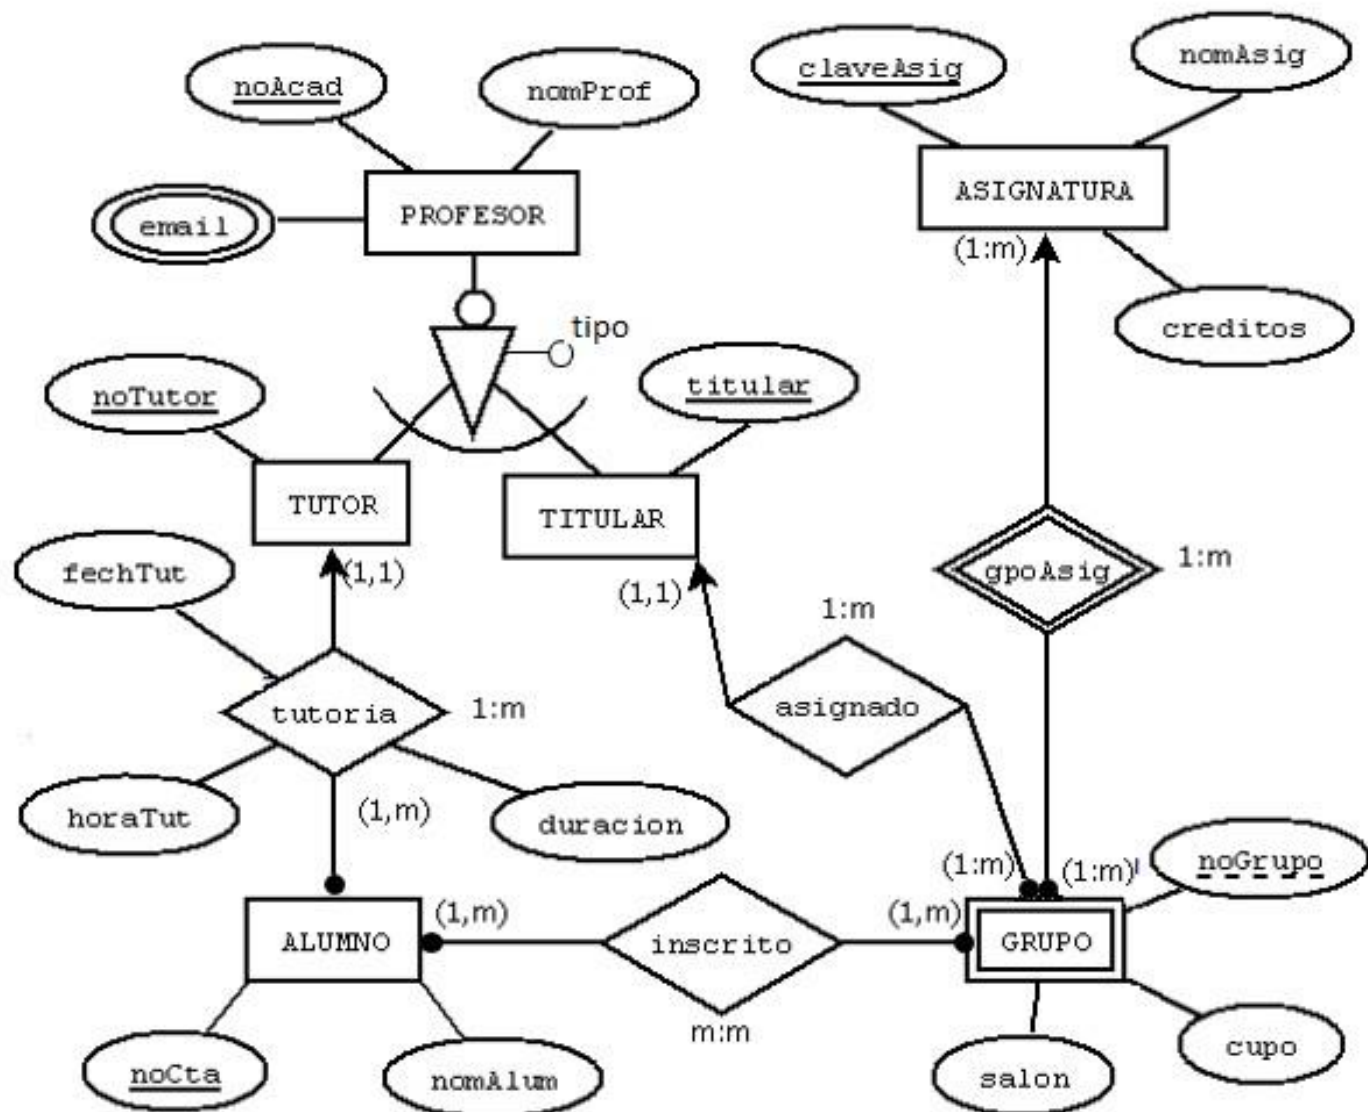 claveAsig
nomAsig
noAcad
nomProf
PROFESOR
email
ASIGNATURA
(1:m)
creditos
tipo
noTutor
titular
TUTOR
TITULAR
fechTut
(1,1)
(1,1)
gpoAsig
1:m
1:m
tutoria
1:m
asignado
horaTut
(1,m)
duracion
(1:m)
(1:m)
noGrupo
ALUMNO
(1,m)
inscrito
(1,m)
GRUPO
m:m
noCta
nomAlum
salon
cupo